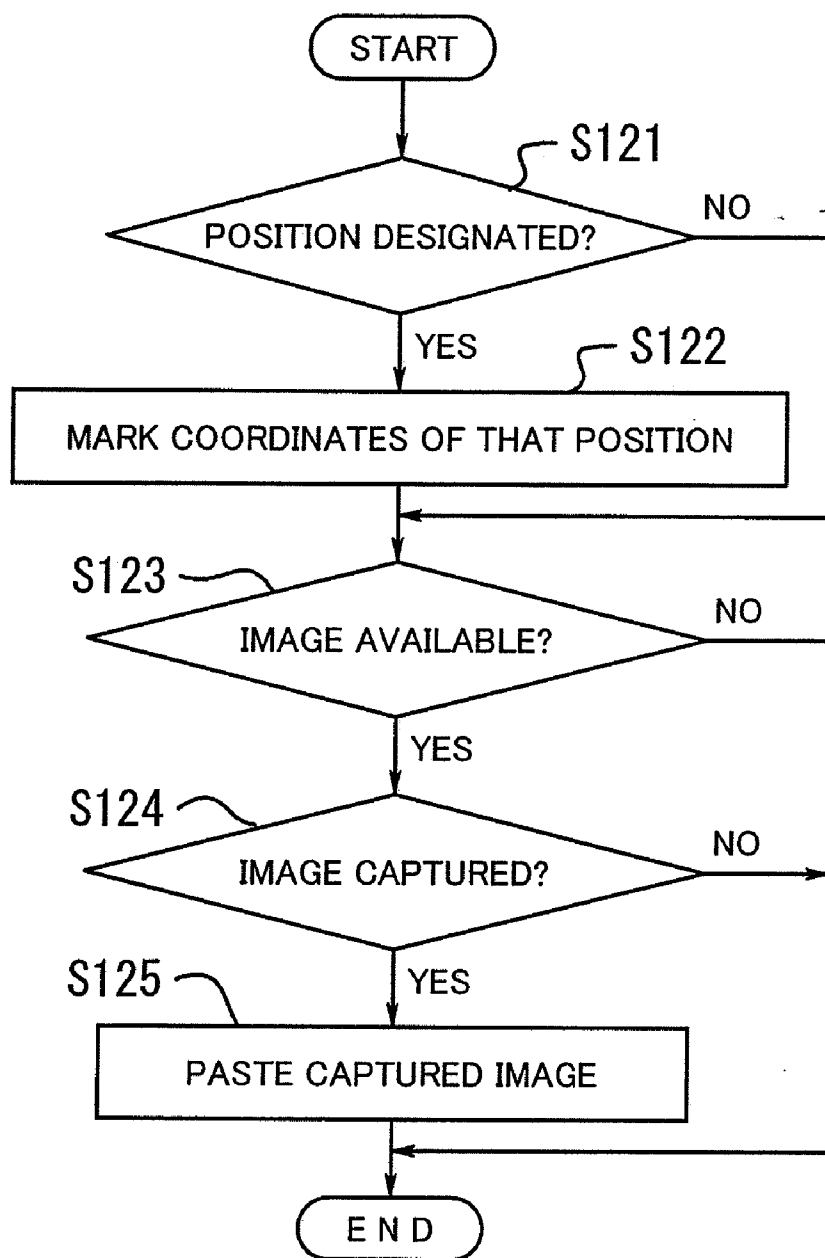 START
S121
POSITION DESIGNATED?
NO
YES
S122
MARK COORDINATES OF THAT POSITION
S123
IMAGE AVAILABLE?
NO
YES
S124
IMAGE CAPTURED?
NO
YES
S125
PASTE CAPTURED IMAGE
END